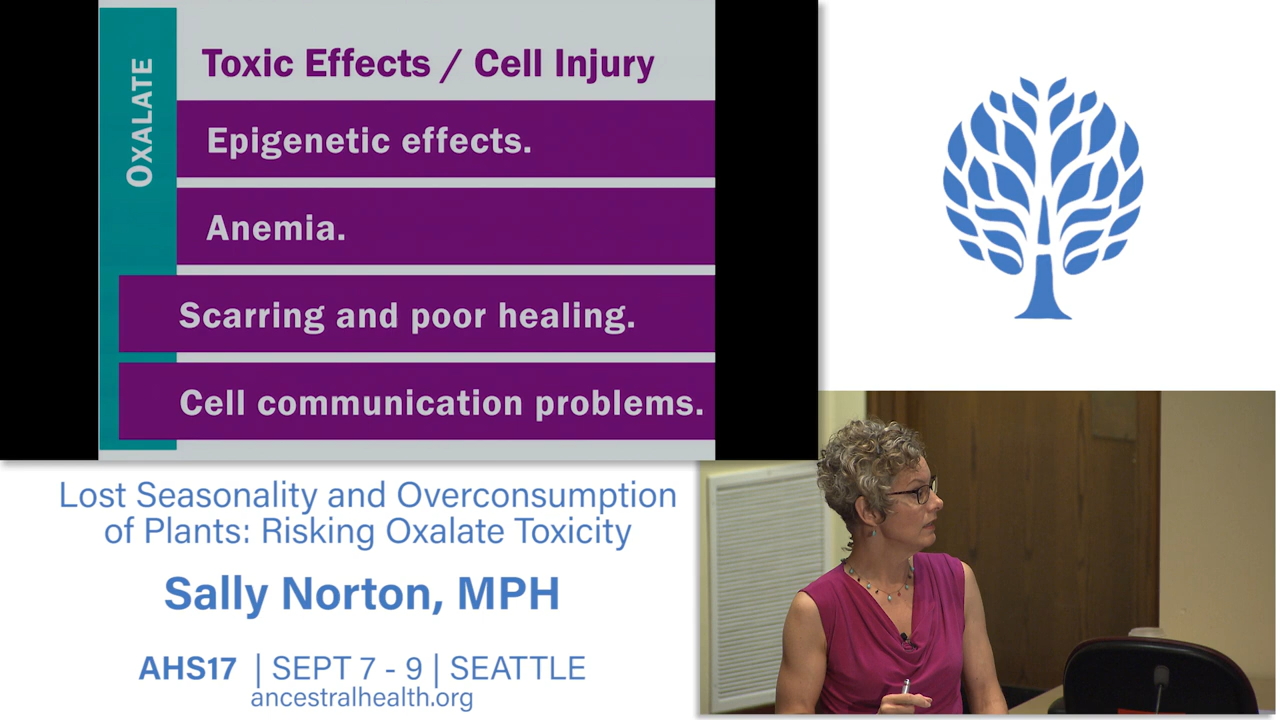 OXALATE
Toxic Effects / Cell Injury
Epigenetic effects.
Anemia.
Scarring and poor healing.
Cell communication problems.
Lost Seasonality and Overconsumption
of Plants: Risking Oxalate Toxicity
Sally Norton, MPH
AHS17 | SEPT 7 - 9 | SEATTLE
ancestralhealth.org